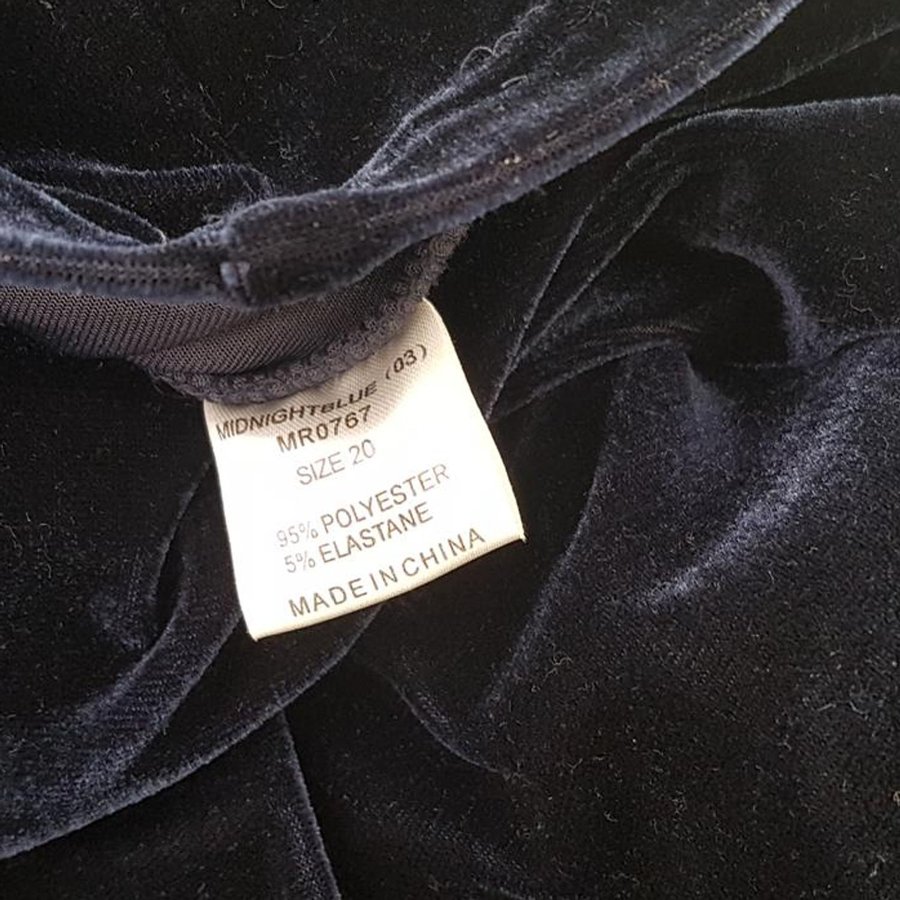 MIDNIGHTBLUE (03)
MR0767
SIZE 20
95% POLYESTER
5% ELASTANE
MADE IN CHINA